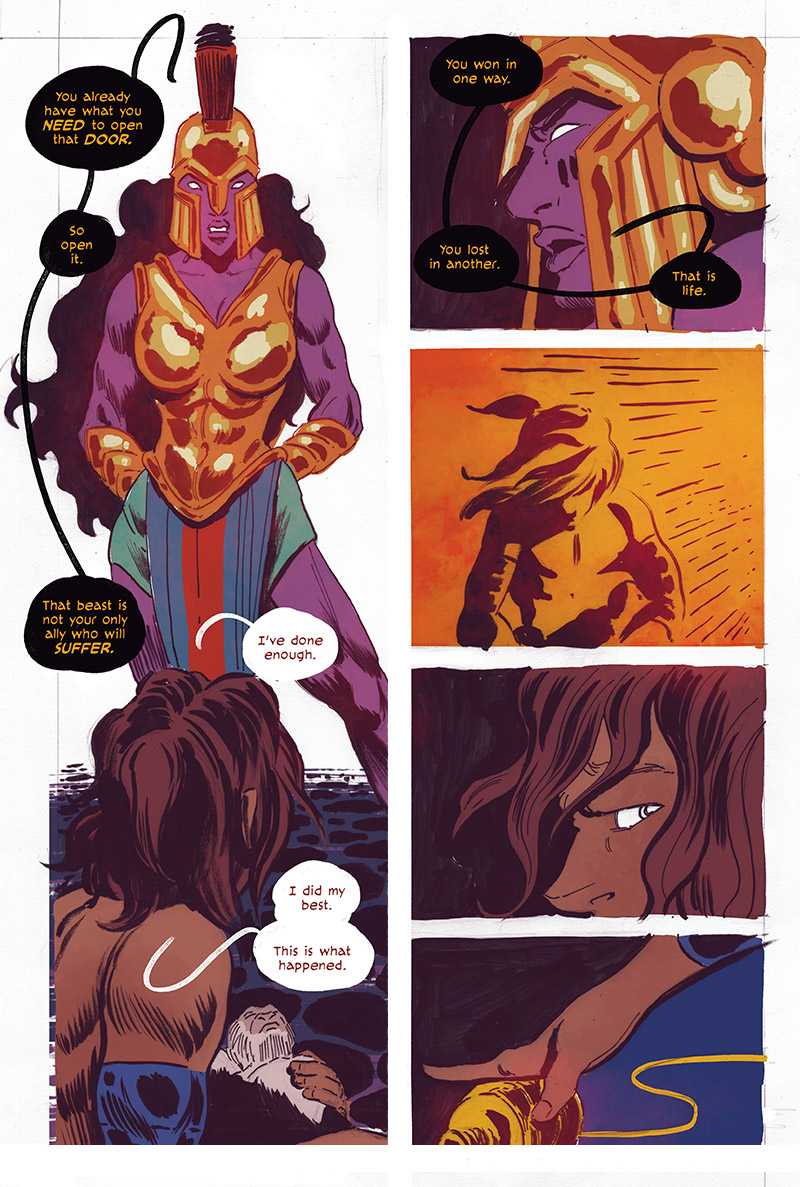 You already
have what you
NEED to open
that DOOR.
So
open
it.
That beast is
not your only
ally who will
SUFFER.
I've done
enough.
I did my
best.
This is what
happened.
You won in
one way.
You lost
in another.
That is
life.